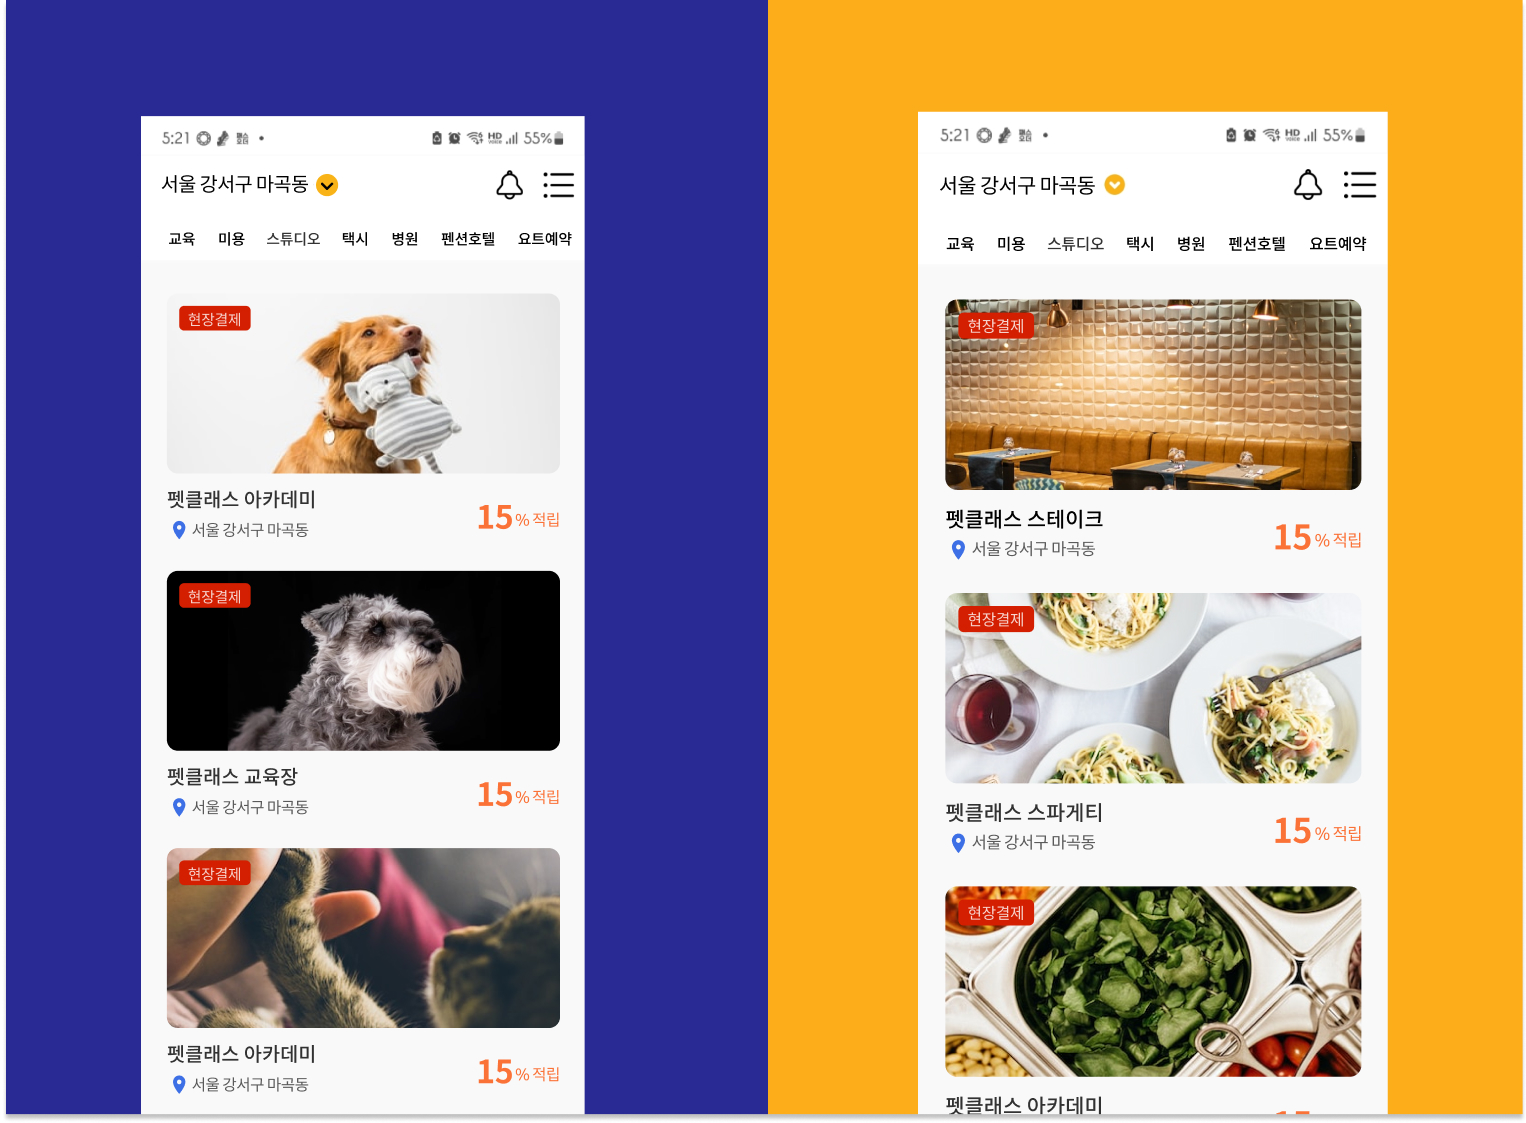 5:21
55%
서울 강서구 마곡동
교육 미용 스튜디오 택시 병원 펜션호텔 요트예약
현장결제
펫클래스 아카데미
서울 강서구 마곡동
15% 적립
현장결제
펫클래스 교육장
서울 강서구 마곡동
15% 적립
현장결제
펫클래스 아카데미
서울 강서구 마곡동
15% 적립
5:21
55%
서울 강서구 마곡동
교육 미용 스튜디오 택시 병원 펜션호텔 요트예약
현장결제
펫클래스 스테이크
서울 강서구 마곡동
15% 적립
현장결제
펫클래스 스파게티
서울 강서구 마곡동
15% 적립
현장결제
펫클래스 아카데미